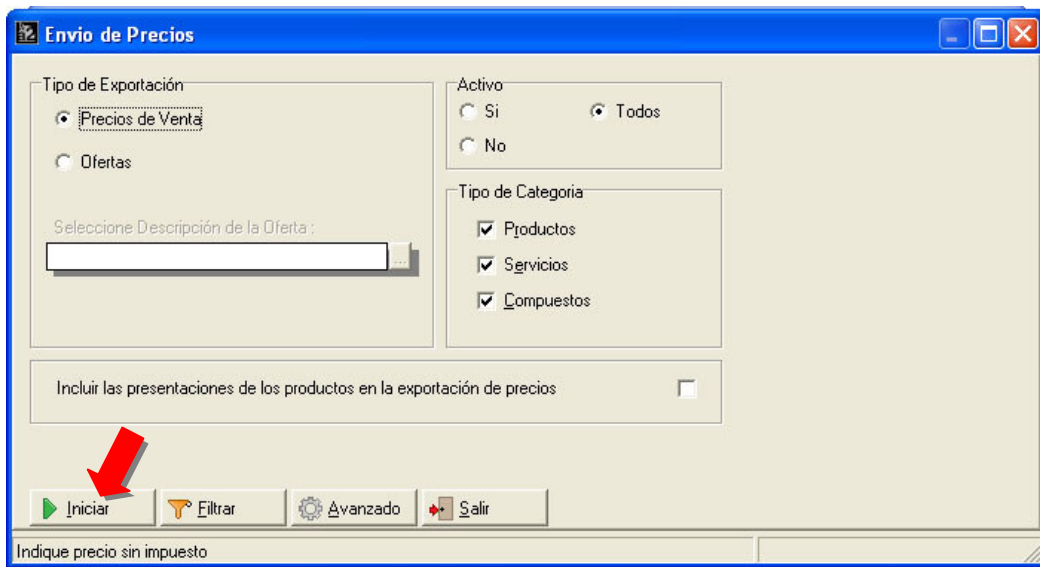 Envio de Precios
Tipo de Exportación
Precios de Venta
Ofertas
Seleccione Descripción de la Oferta :
...
Activo
Si
Todos
No
Tipo de Categoria
Productos
Servicios
Compuestos
Incluir las presentaciones de los productos en la exportación de precios
Iniciar
Filtrar
Avanzado
Salir
Indique precio sin impuesto